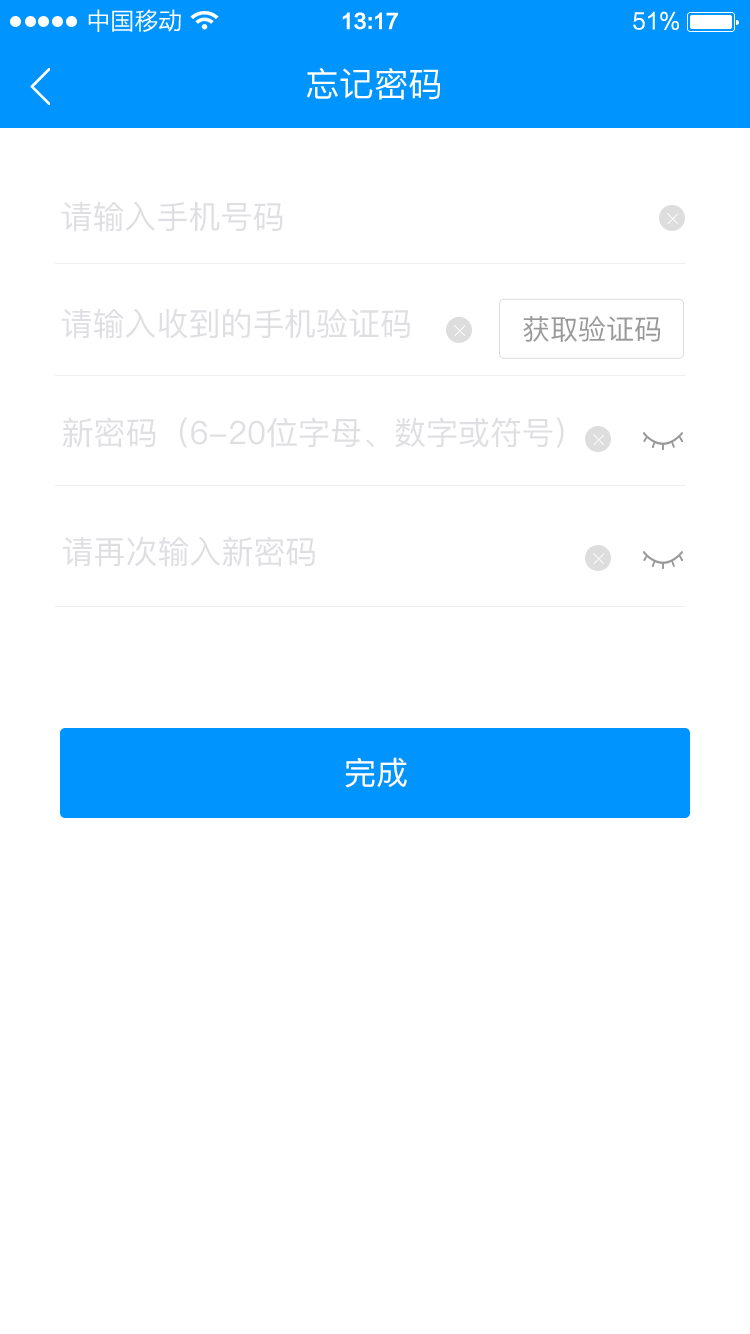 中国移动 13:17 51%
忘记密码
请输入手机号码
请输入收到的手机验证码 获取验证码
新密码（6-20位字母、数字或符号）
请再次输入新密码
完成